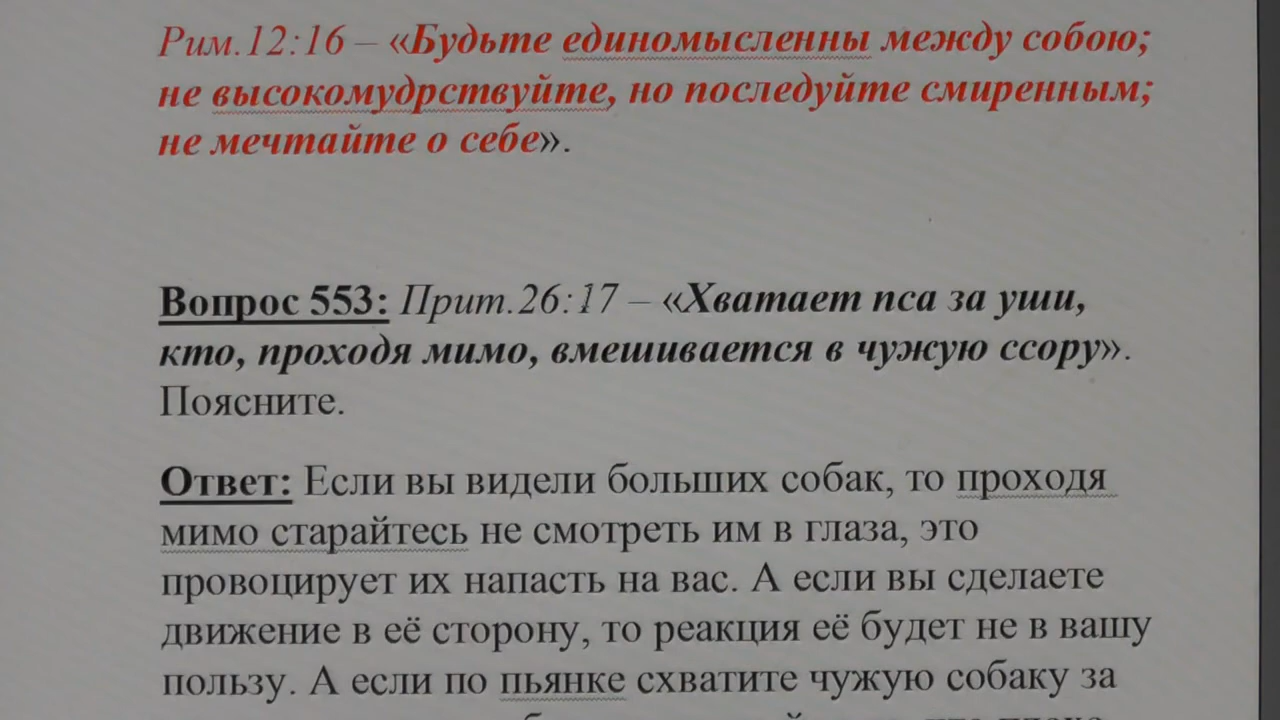 Рим.12:16 – «Будьте единомысленны между собою;
не высокомудрствуйте, но последуйте смиренным;
не мечтайте о себе».
Вопрос 553: Прит.26:17 – «Хватает пса за уши,
кто, проходя мимо, вмешивается в чужую ссору».
Поясните.
Ответ: Если вы видели больших собак, то проходя
мимо старайтесь не смотреть им в глаза, это
провоцирует их напасть на вас. А если вы сделаете
движение в её сторону, то реакция её будет не в вашу
пользу. А если по пьянке схватите чужую собаку за